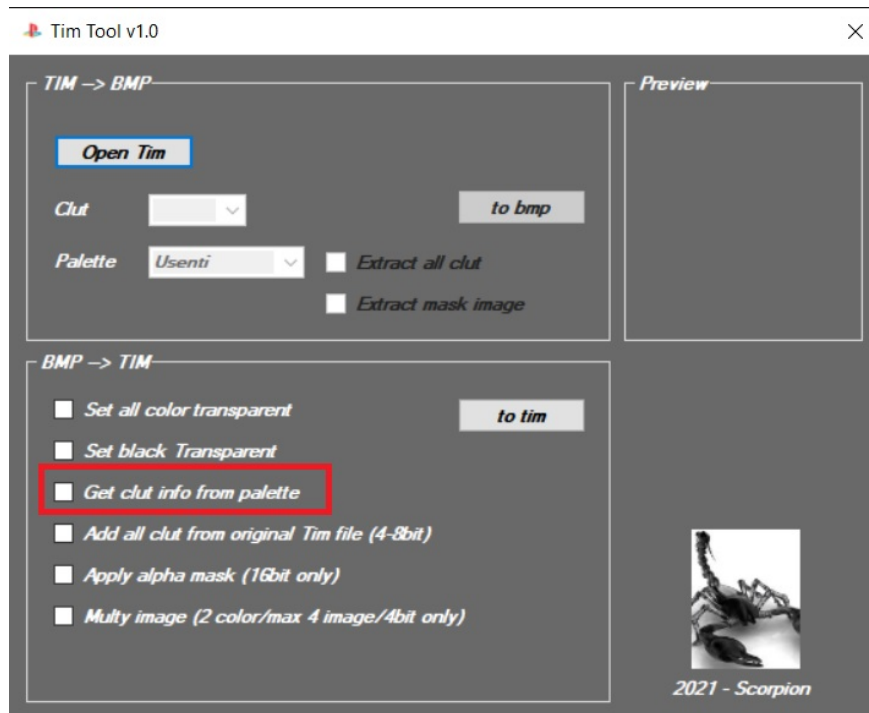 Tim Tool v1.0
TIM --> BMP
Preview
Open Tim
Clut
to bmp
Palette
Usenti
Extract all clut
Extract mask image
BMP --> TIM
Set all color transparent
to tim
Set black Transparent
Get clut info from palette
Add all clut from original Tim file (4-8bit)
Apply alpha mask (16bit only)
Multy image (2 color/max 4 image/4bit only)
2021 - Scorpion